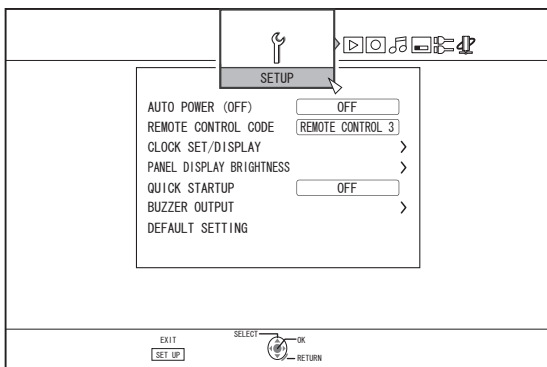 SETUP
AUTO POWER (OFF) OFF
REMOTE CONTROL CODE REMOTE CONTROL 3
CLOCK SET/DISPLAY
PANEL DISPLAY BRIGHTNESS
QUICK STARTUP OFF
BUZZER OUTPUT
DEFAULT SETTING
EXIT
SET UP
SELECT
OK
RETURN